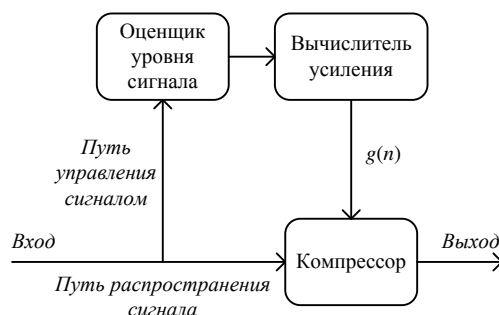 Оценщик
уровня
сигнала
Вычислитель
усиления
Путь
управления
сигналом
g(n)
Вход
Компрессор
Выход
Путь распространения
сигнала